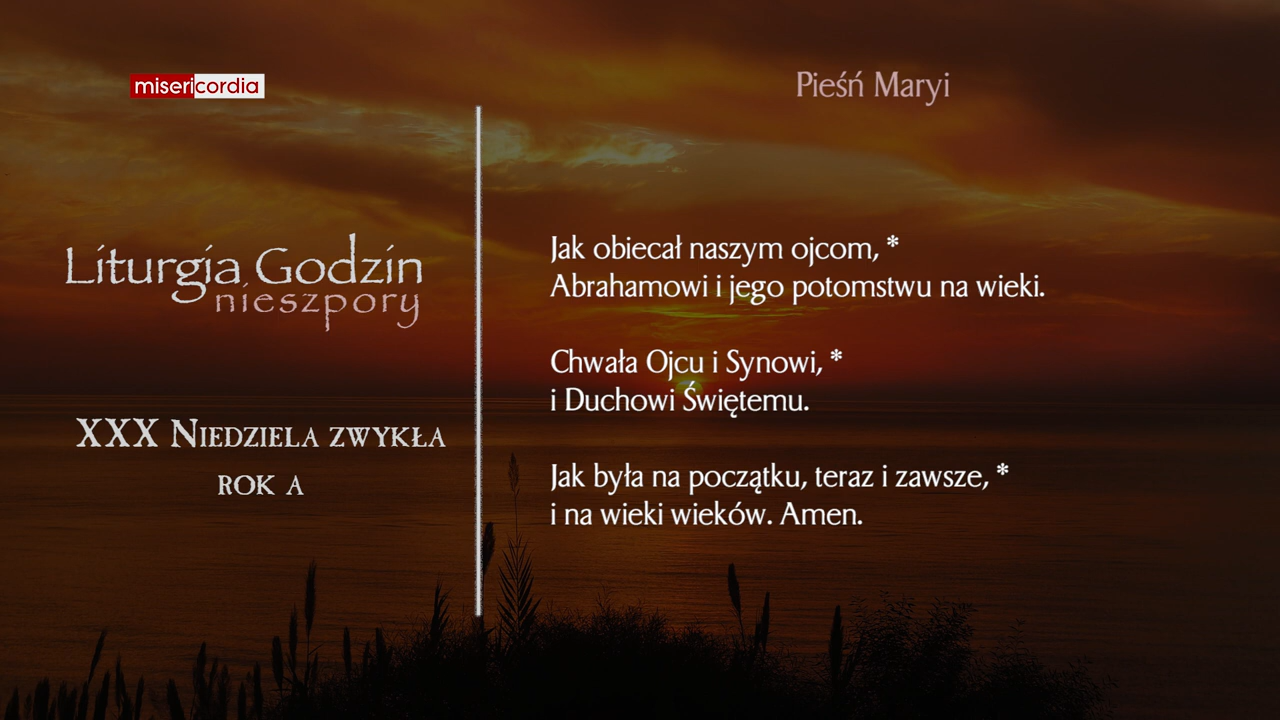 misericordia
Liturgia Godzin
nieszpory
XXX Niedziela zwykła
rok A
Pieśń Maryi
Jak obiecał naszym ojcom, *
Abrahamowi i jego potomstwu na wieki.
Chwała Ojcu i Synowi, *
i Duchowi Świętemu.
Jak była na początku, teraz i zawsze, *
i na wieki wieków. Amen.